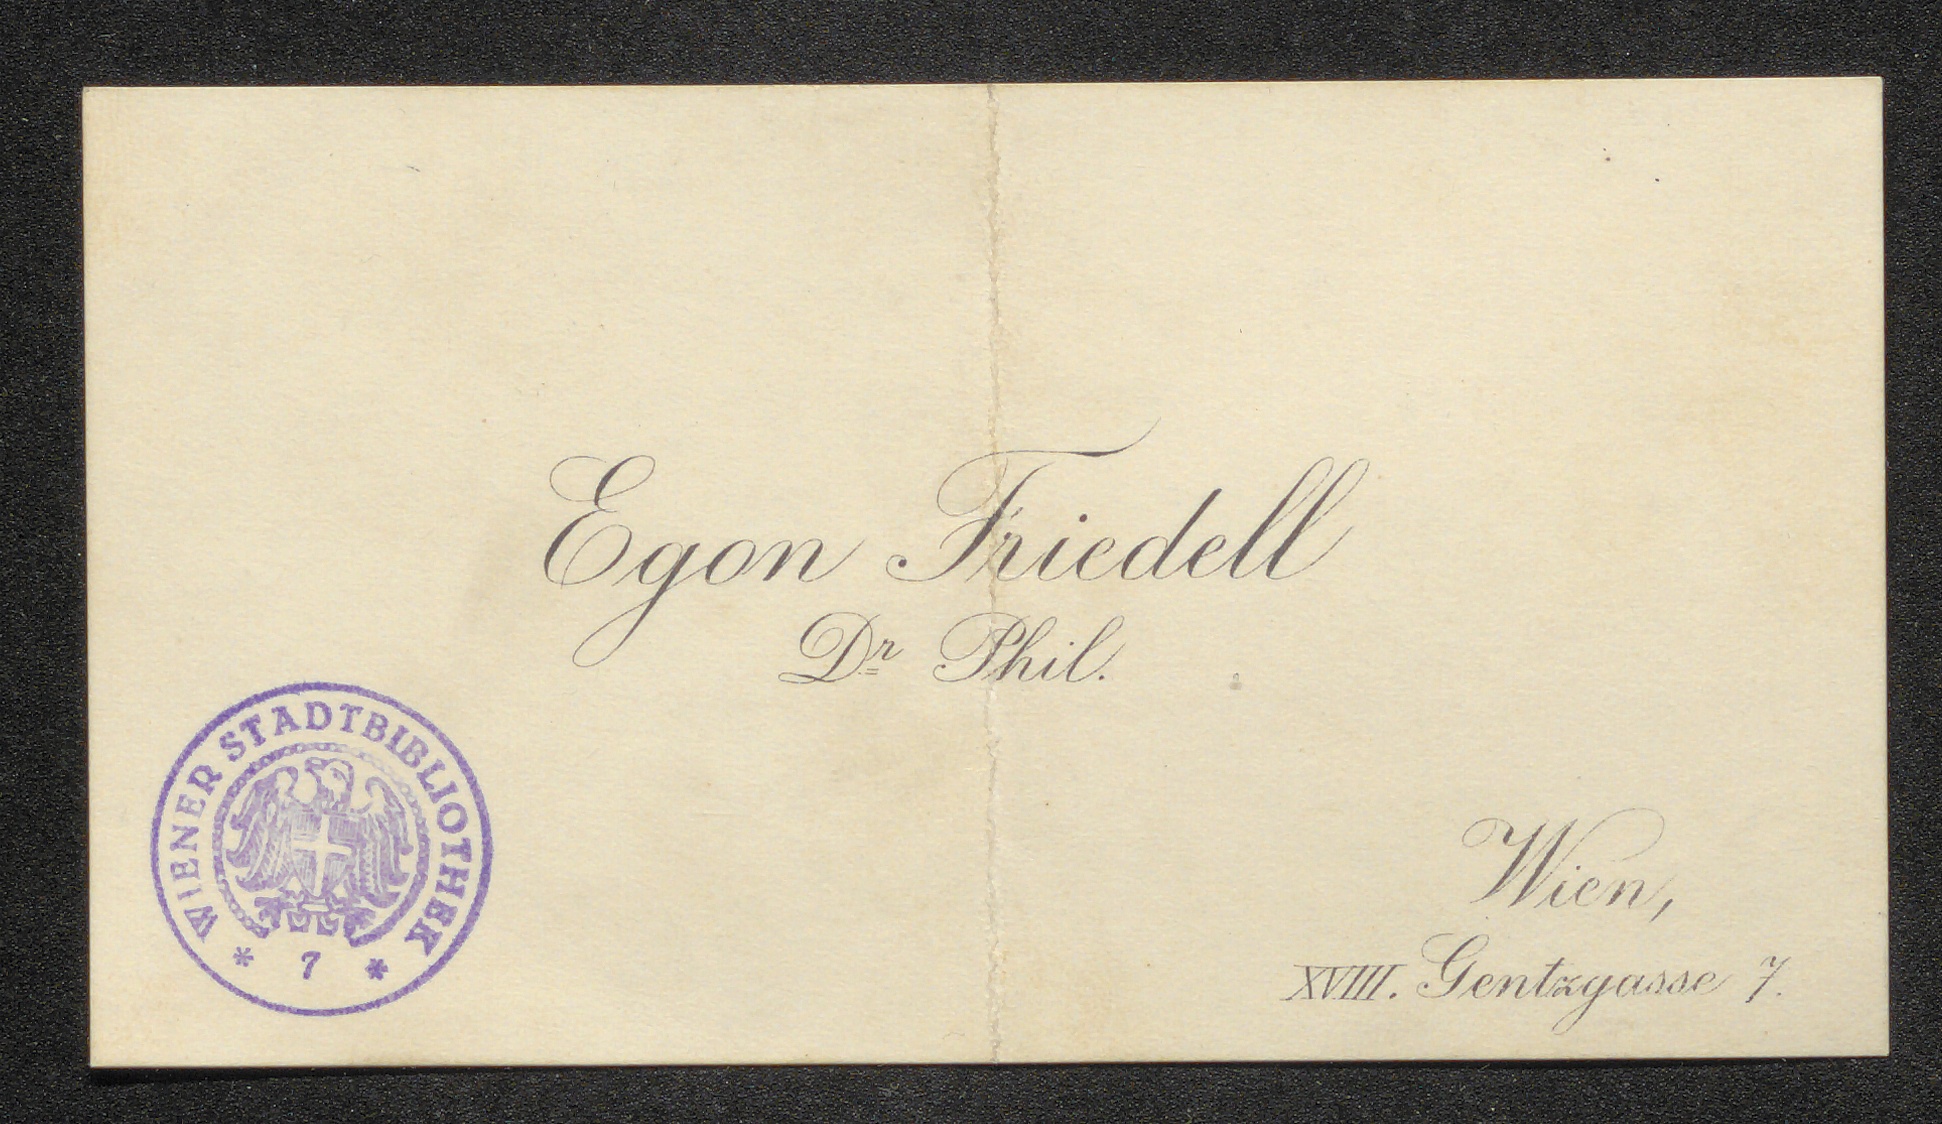 Egon Friedell
Dr Phil.
WIENER STADTBIBLIOTHEK
* 7 *
Wien,
XVIII. Gentzgasse 7.